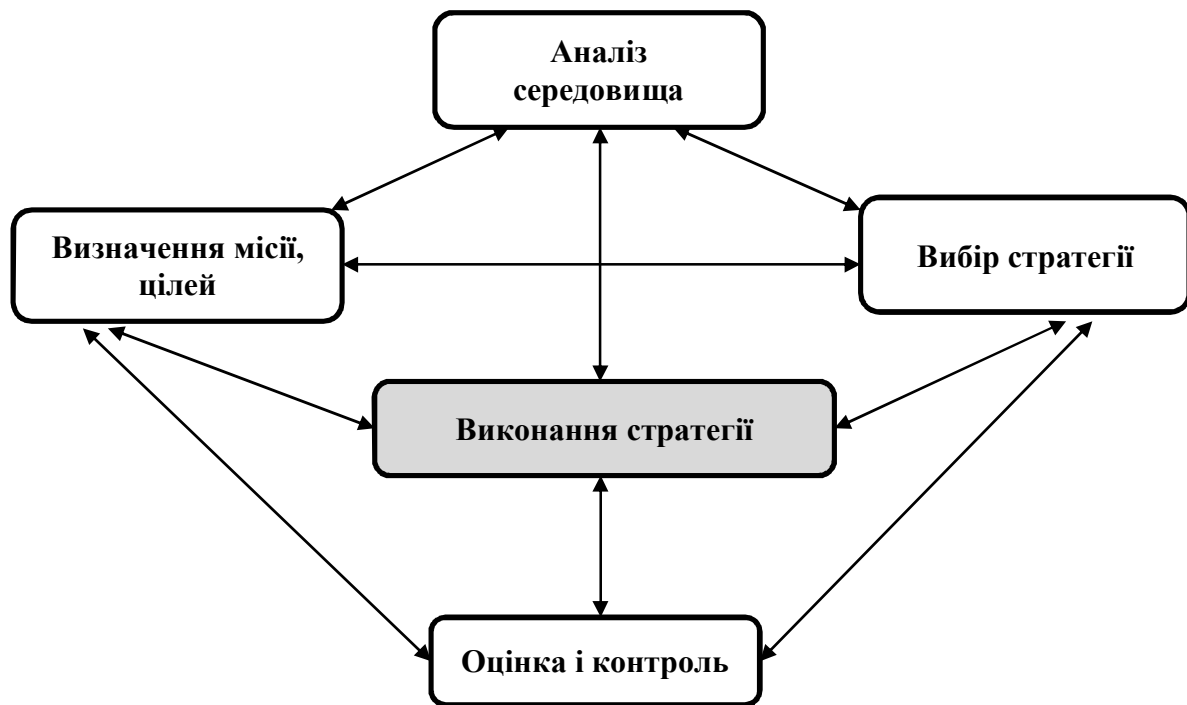 Аналіз
середовища
Визначення місії,
цілей
Вибір стратегії
Виконання стратегії
Оцінка і контроль